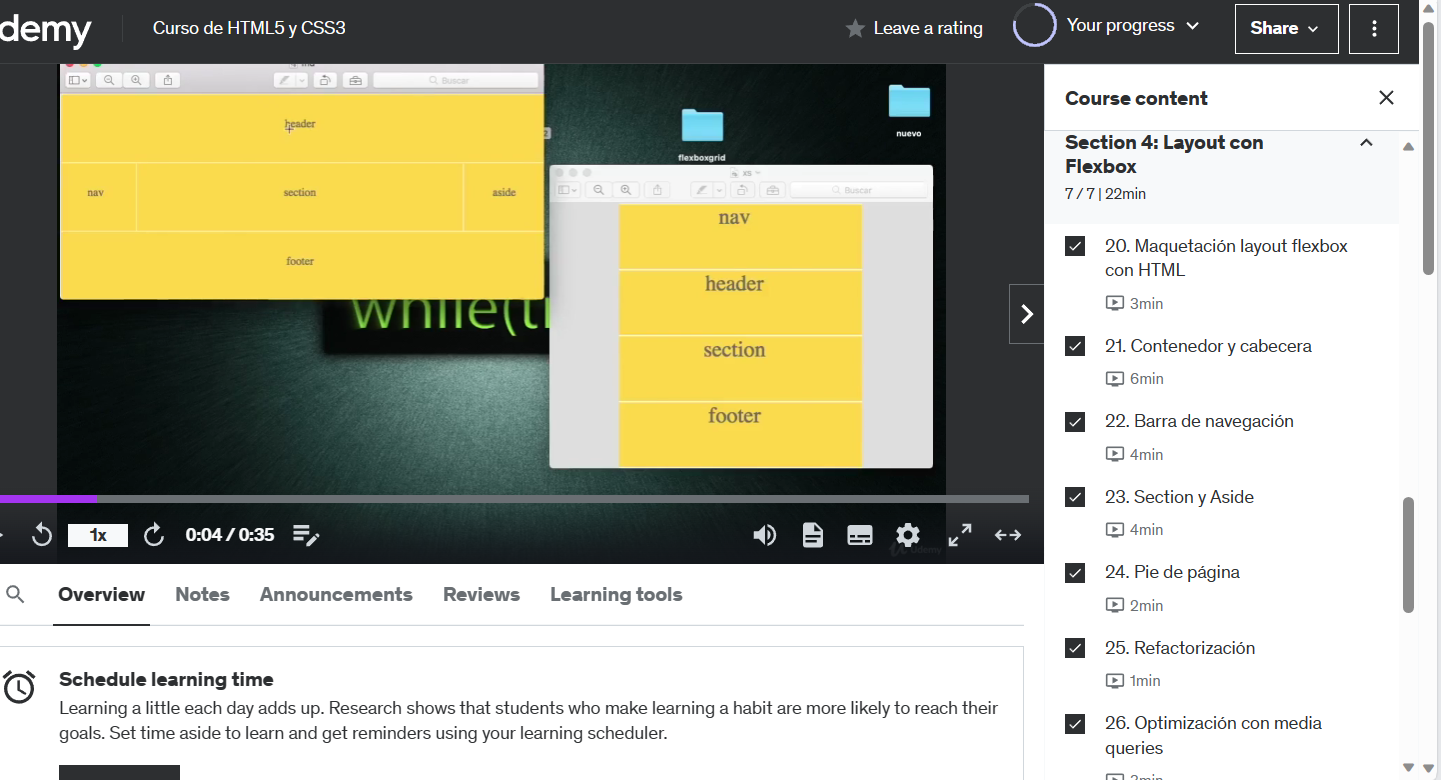 demy
Curso de HTML5 y CSS3
Leave a rating
Your progress
Share
Buscar
header
nav
section
aside
footer
while(t
flexboxgrid
nuevo
xs
Buscar
nav
header
section
footer
1x
0:04 / 0:35
Udemy
Course content
Section 4: Layout con
Flexbox
7 / 7 | 22min
20. Maquetación layout flexbox
con HTML
3min
21. Contenedor y cabecera
6min
22. Barra de navegación
4min
23. Section y Aside
4min
24. Pie de página
2min
25. Refactorización
1min
26. Optimización con media
queries
Overview
Notes
Announcements
Reviews
Learning tools
Schedule learning time
Learning a little each day adds up. Research shows that students who make learning a habit are more likely to reach their
goals. Set time aside to learn and get reminders using your learning scheduler.